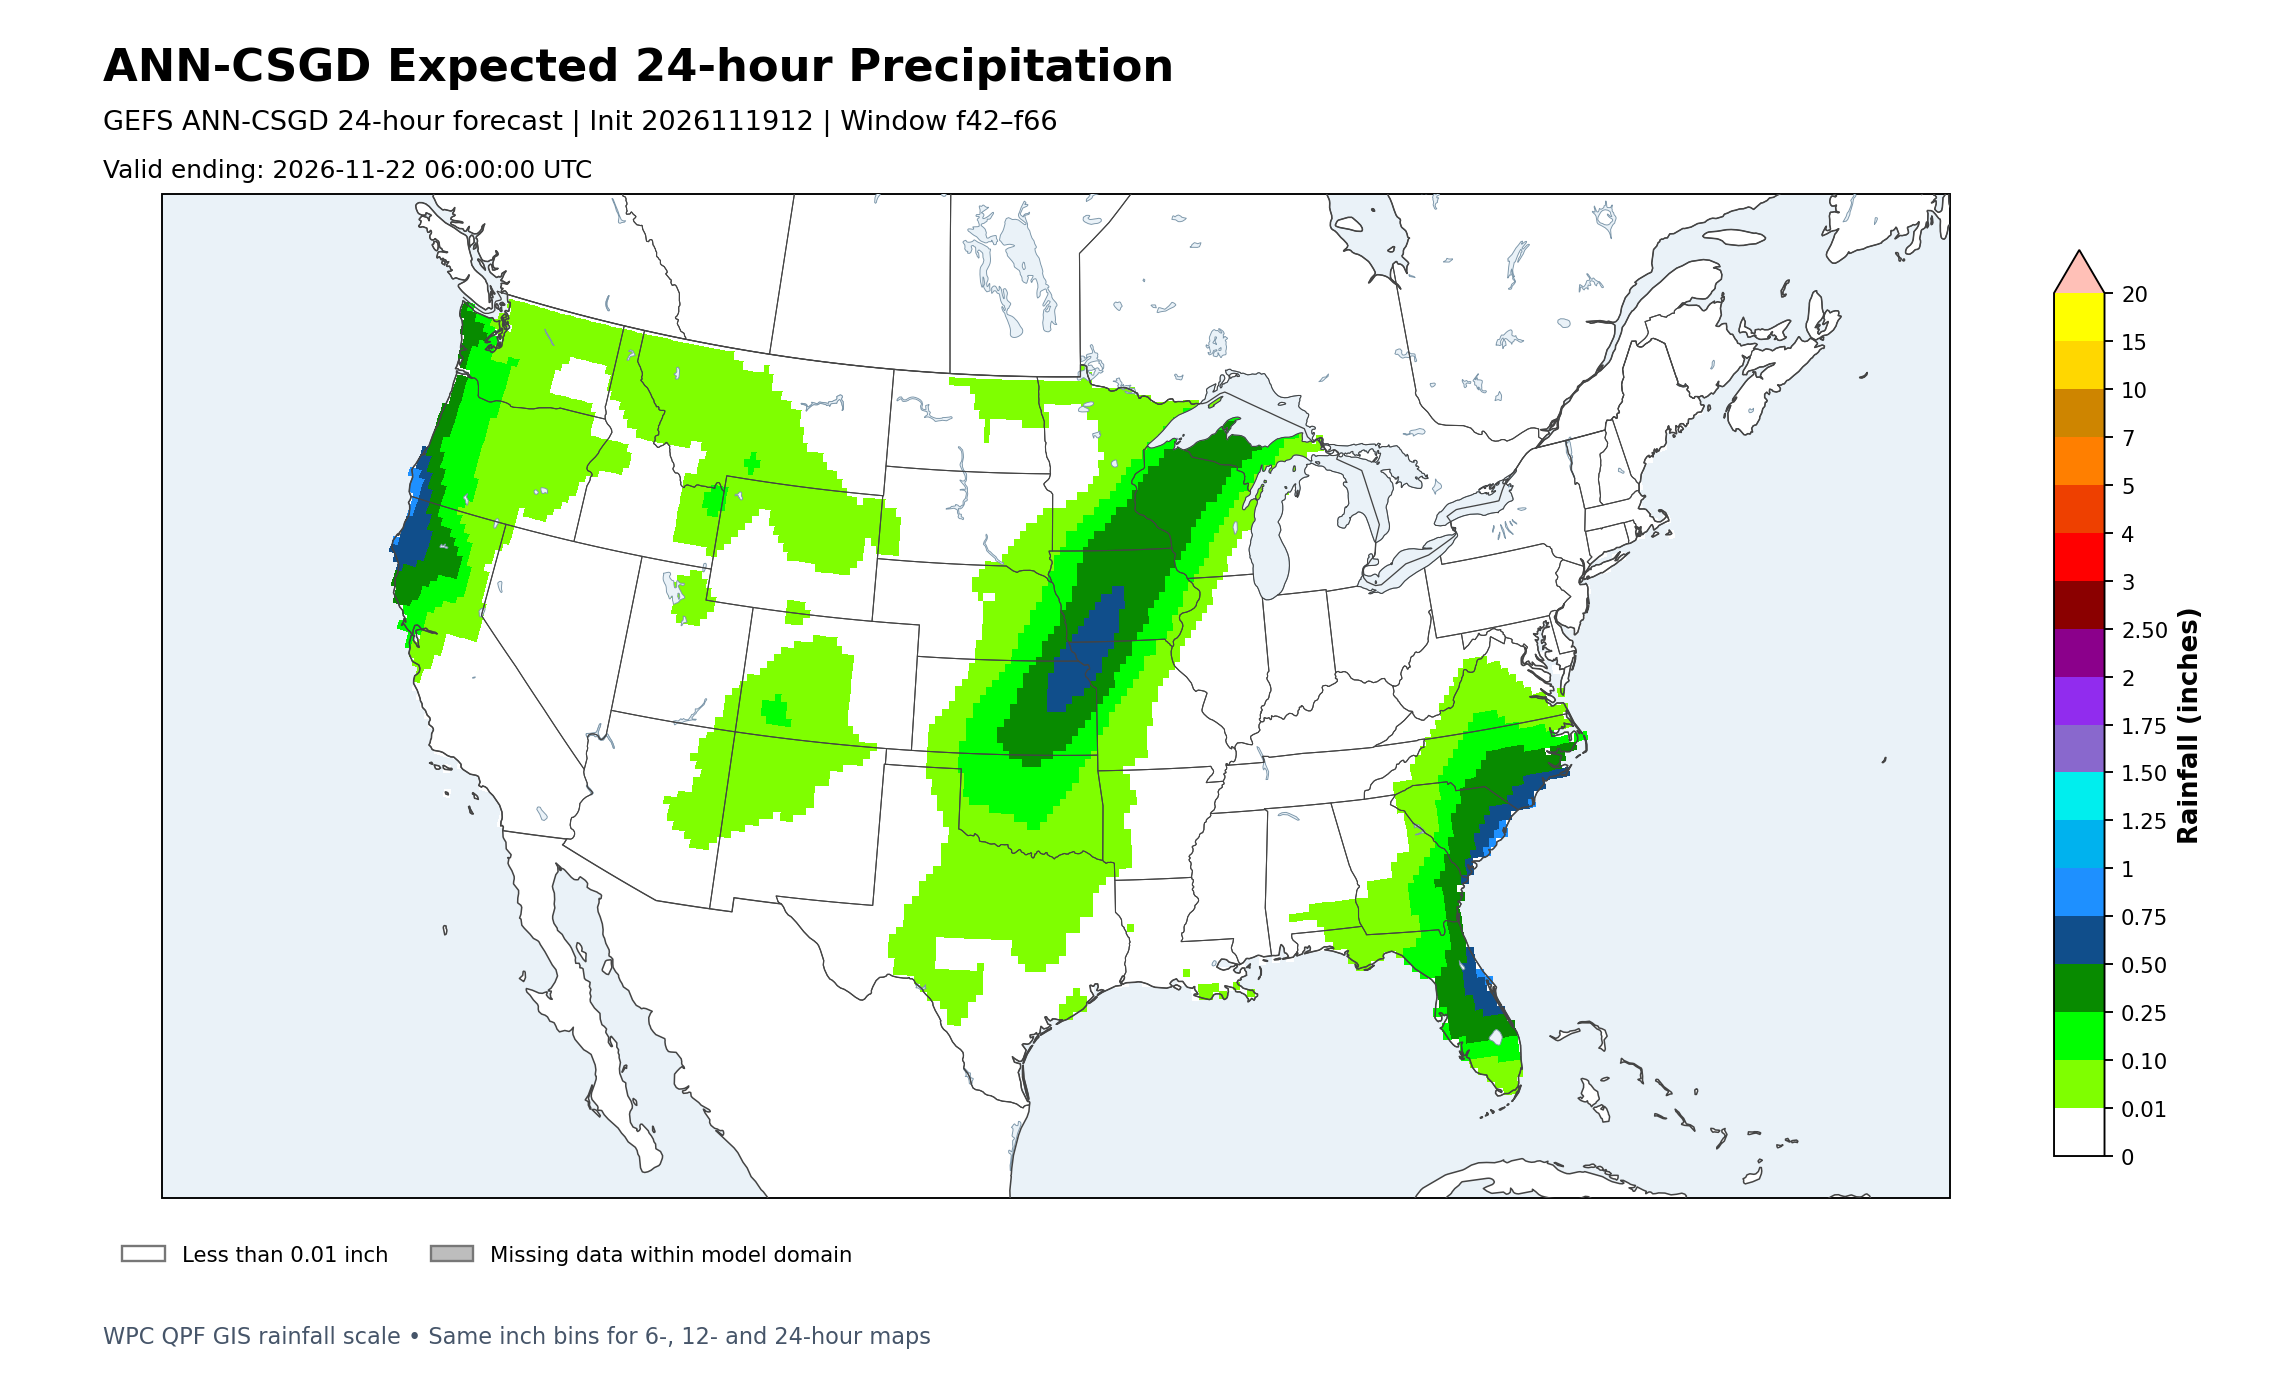 ANN-CSGD Expected 24-hour Precipitation
GEFS ANN-CSGD 24-hour forecast | Init 2026111912 | Window f42–f66
Valid ending: 2026-11-22 06:00:00 UTC
20
15
10
7
5
4
3
2.50
2
1.75
1.50
1.25
1
0.75
0.50
0.25
0.10
0.01
0
Rainfall (inches)
Less than 0.01 inch
Missing data within model domain
WPC QPF GIS rainfall scale • Same inch bins for 6-, 12- and 24-hour maps